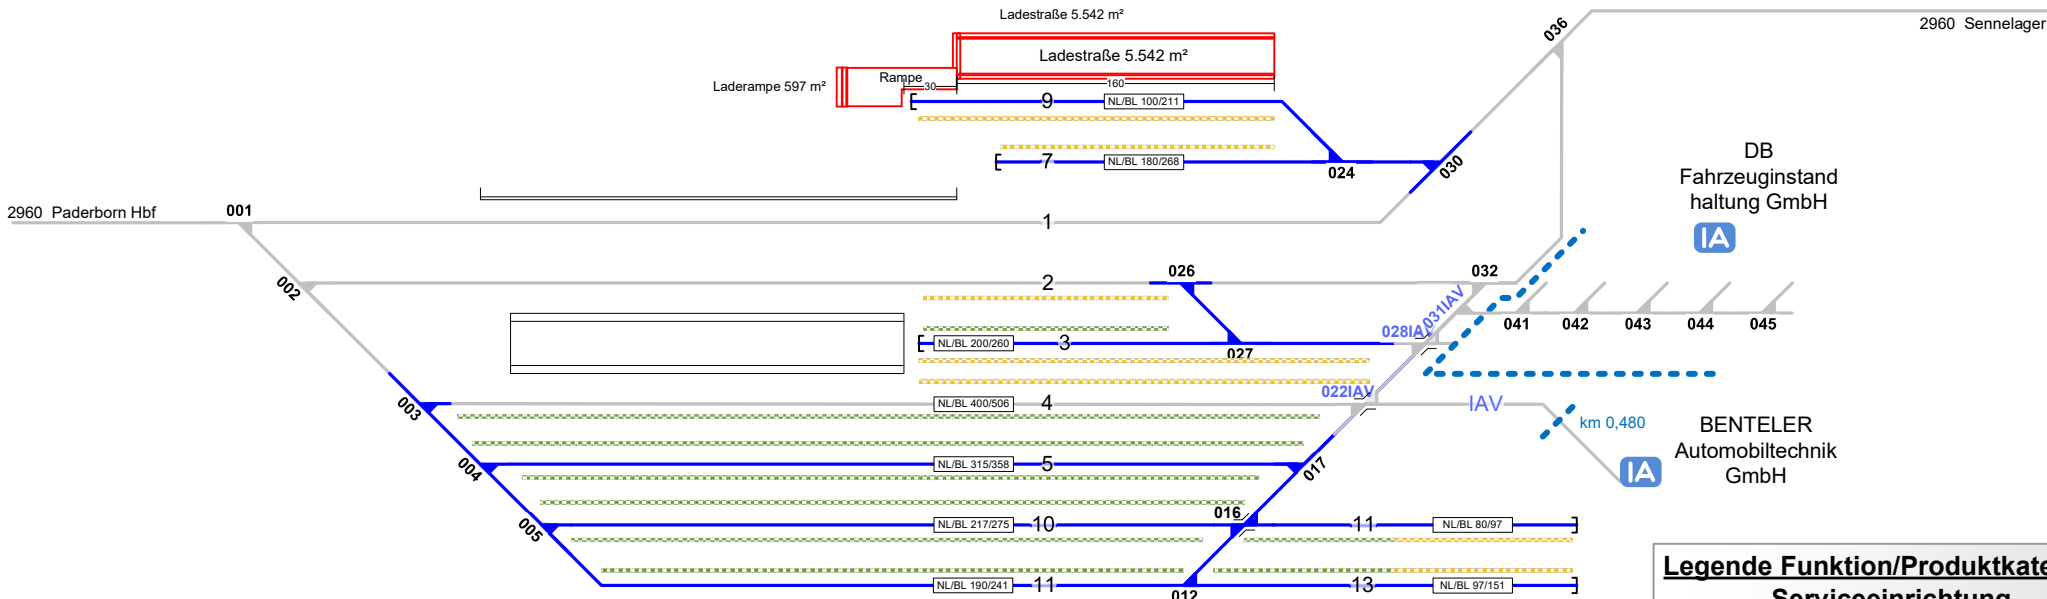 Ladestraße 5.542 m²
036
2960 Sennelager
Ladestraße 5.542 m²
Laderampe 597 m²
Rampe
30
160
9
NL/BL 100/211
7
NL/BL 180/268
024
030
DB
Fahrzeuginstand
haltung GmbH
IA
2960 Paderborn Hbf
001
1
002
2
026
032
031IAV
028IA
041
042
043
044
045
NL/BL 200/260
3
027
022IAV
003
NL/BL 400/506
4
IAV
km 0,480
BENTELER
Automobiltechnik
GmbH
IA
004
NL/BL 315/358
5
017
005
NL/BL 217/275
10
016
11
NL/BL 80/97
NL/BL 190/241
11
012
13
NL/BL 97/151
Legende Funktion/Produktkate
Serviceeinrichtung